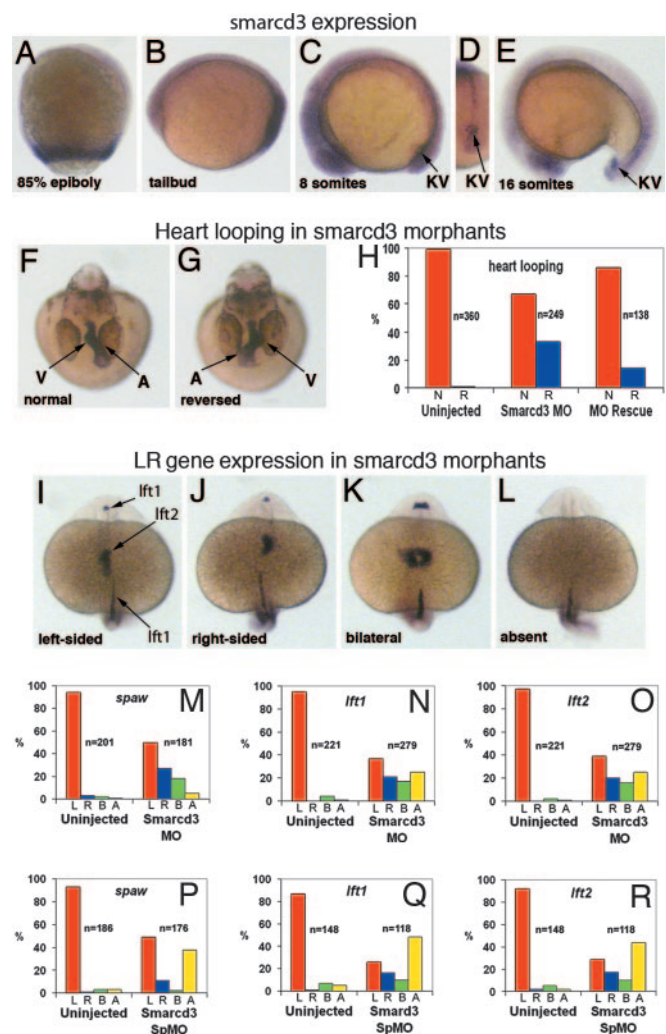 smarcd3 expression
A B C D E
85% epiboly tailbud 8 somites KV KV 16 somites KV
Heart looping in smarcd3 morphants
F G H
V A normal
A V reversed
heart looping
100
80
60
40
20
0
%
n=360 n=249 n=138
N R N R N R
Uninjected Smarcd3 MO MO Rescue
LR gene expression in smarcd3 morphants
I J K L
lft1
lft2
lft1
left-sided right-sided bilateral absent
spaw M
100
80
60
40
20
0
%
n=201 n=181
L R B A L R B A
Uninjected Smarcd3
MO
lft1 N
100
80
60
40
20
0
n=221 n=279
L R B A L R B A
Uninjected Smarcd3
MO
lft2 O
100
80
60
40
20
0
%
n=221 n=279
L R B A L R B A
Uninjected Smarcd3
MO
spaw P
100
80
60
40
20
0
%
n=186 n=176
L R B A L R B A
Uninjected Smarcd3
SpMO
lft1 Q
100
80
60
40
20
0
%
n=148 n=118
L R B A L R B A
Uninjected Smard3
SpMO
lft2 R
100
80
60
40
20
0
%
n=148 n=118
L R B A L R B A
Uninjected Smarcd3
SpMO